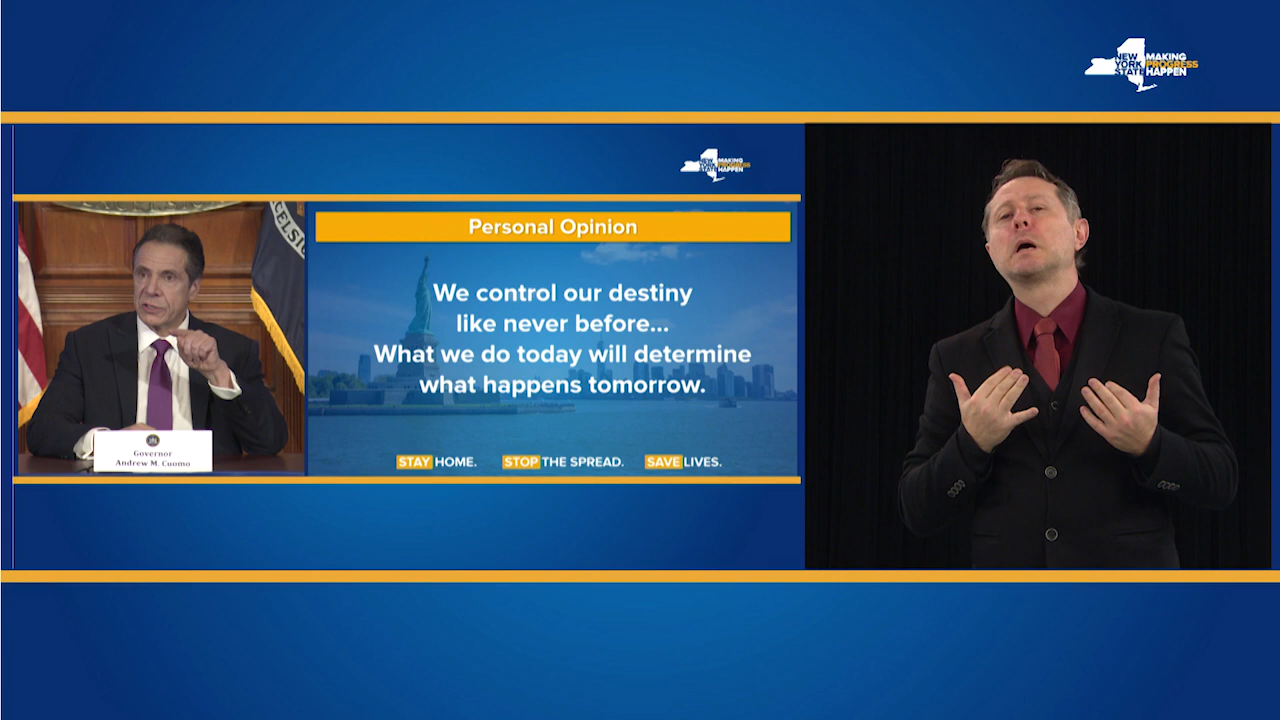 NEW YORK STATE
MAKING PROGRESS HAPPEN
NEW YORK STATE
MAKING PROGRESS HAPPEN
CELSIO
Personal Opinion
We control our destiny
like never before...
What we do today will determine
what happens tomorrow.
Governor
Andrew M. Cuomo
STAY HOME. STOP THE SPREAD. SAVE LIVES.